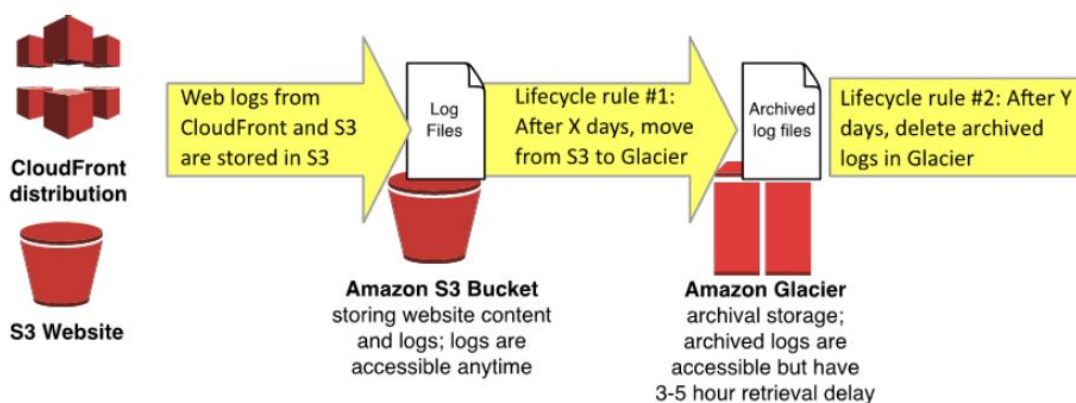 CloudFront
distribution
S3 Website
Web logs from
CloudFront and S3
are stored in S3
Log
Files
Amazon S3 Bucket
storing website content
and logs; logs are
accessible anytime
Lifecycle rule #1:
After X days, move
from S3 to Glacier
Archived
log files
Amazon Glacier
archival storage;
archived logs are
accessible but have
3-5 hour retrieval delay
Lifecycle rule #2: After Y
days, delete archived
logs in Glacier